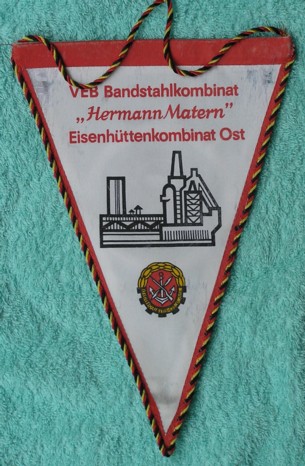 VEB Bandstahlkombinat
„Hermann Matern”
Eisenhüttenkombinat Ost